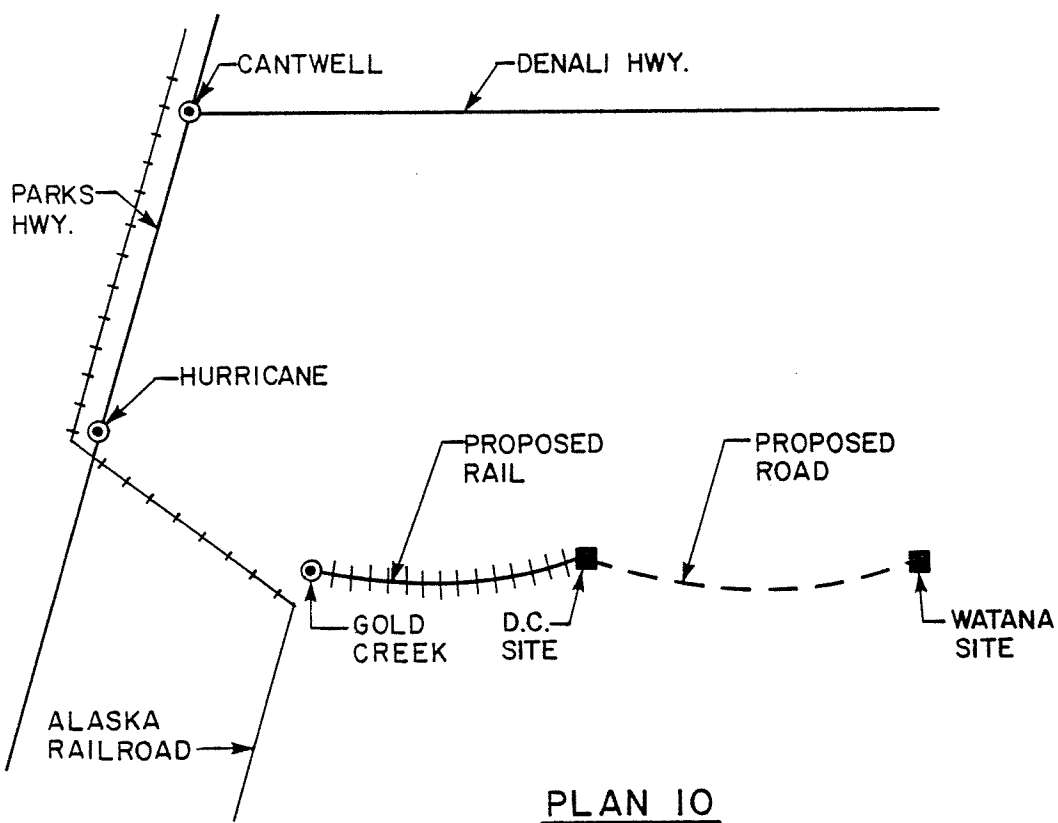 CANTWELL
DENALI HWY.
PARKS
HWY.
HURRICANE
PROPOSED
RAIL
PROPOSED
ROAD
GOLD
CREEK
D.C.
SITE
WATANA
SITE
ALASKA
RAILROAD
PLAN 10